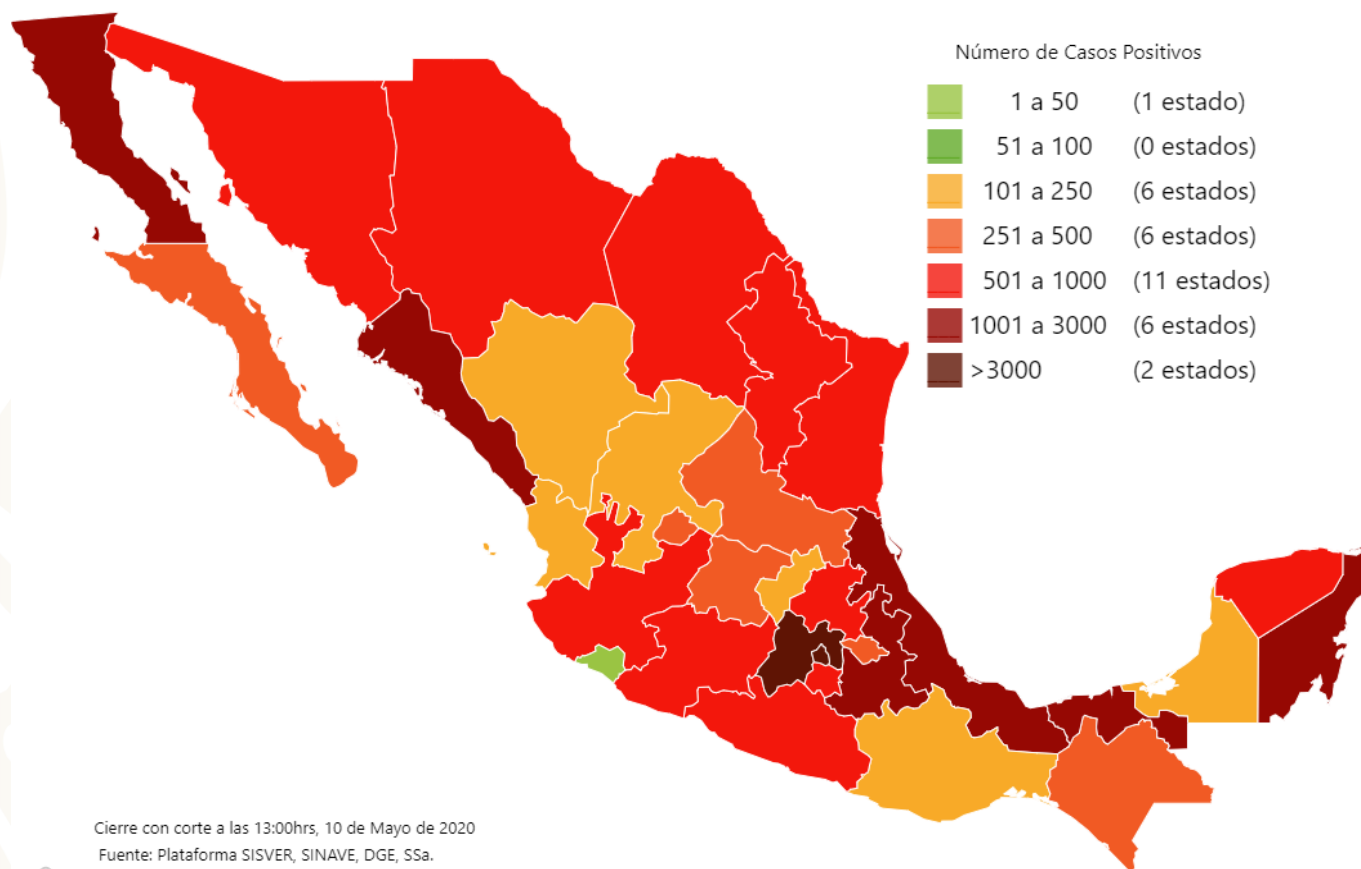 Número de Casos Positivos
1 a 50 (1 estado)
51 a 100 (0 estados)
101 a 250 (6 estados)
251 a 500 (6 estados)
501 a 1000 (11 estados)
1001 a 3000 (6 estados)
>3000 (2 estados)
Cierre con corte a las 13:00hrs, 10 de Mayo de 2020
Fuente: Plataforma SISVER, SINAVE, DGE, SSa.